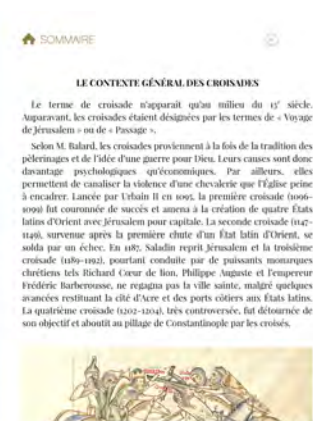 SOMMAIRE
LE CONTEXTE GÉNÉRAL DES CROISADES
Le terme de croisade n'apparaît qu'au milieu du 15e siècle.
Auparavant, les croisades étaient désignées par les termes de « Voyage
de Jérusalem » ou de « Passage ».
Selon M. Balard, les croisades proviennent à la fois de la tradition des
pèlerinages et de l'idée d'une guerre pour Dieu. Leurs causes sont donc
davantage psychologiques qu'économiques. Par ailleurs, elles
permettent de canaliser la violence d'une chevalerie que l'Église peine
à encadrer. Lancée par Urbain II en 1095, la première croisade (1096-
1099) fut couronnée de succès et amena à la création de quatre États
latins d'Orient avec Jérusalem pour capitale. La seconde croisade (1147-
1149), survenue après la première chute d'un État latin d'Orient, se
solda par un échec. En 1187, Saladin reprit Jérusalem et la troisième
croisade (1189-1192), pourtant conduite par de puissants monarques
chrétiens tels Richard Cœur de lion, Philippe Auguste et l'empereur
Frédéric Barberousse, ne regagna pas la ville sainte, malgré quelques
avancées restituant la cité d'Acre et des ports côtiers aux États latins.
La quatrième croisade (1202-1204), très controversée, fut détournée de
son objectif et aboutit au pillage de Constantinople par les croisés.